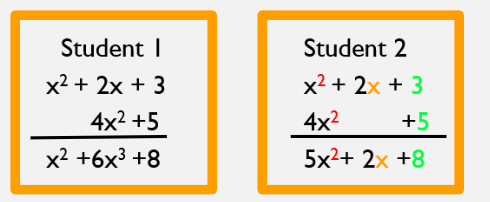 Student 1
x² + 2x + 3
4x² +5
x² +6x³ +8
Student 2
x² + 2x + 3
4x² +5
5x²+ 2x +8